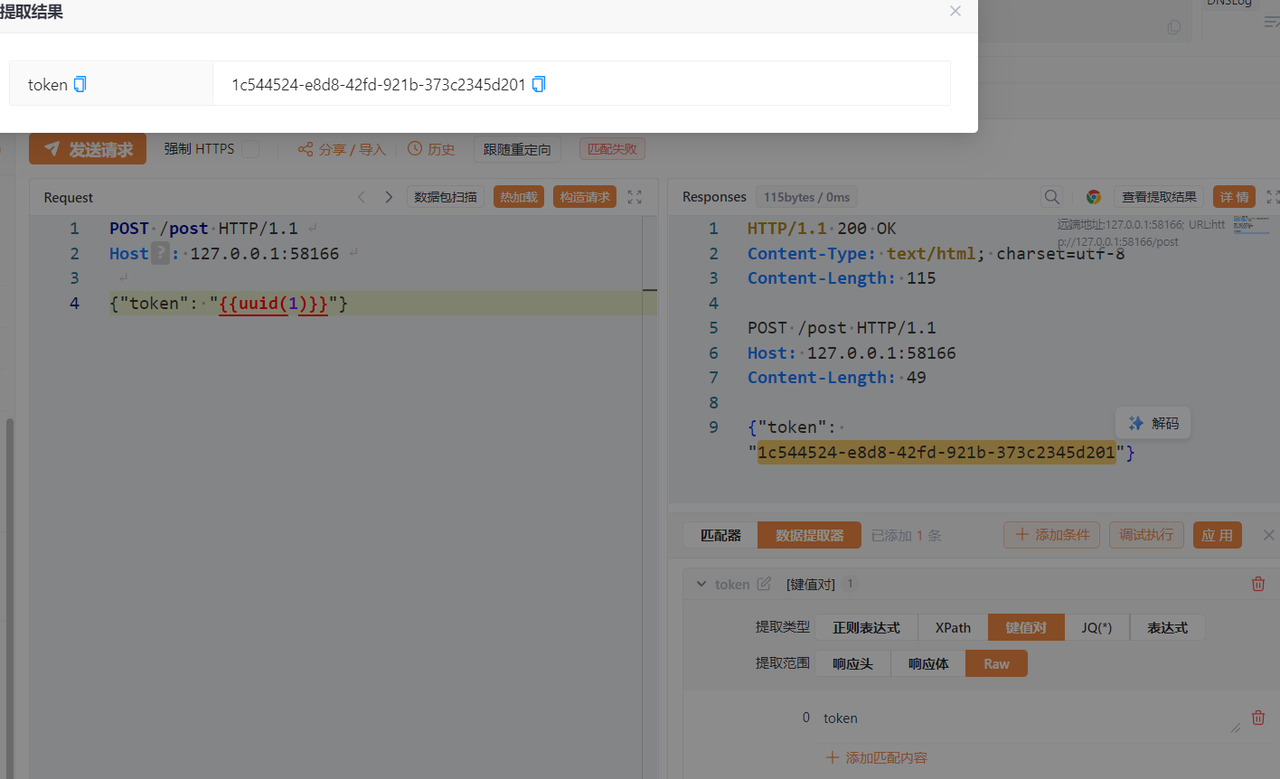 提取结果
DNSLog
token
1c544524-e8d8-42fd-921b-373c2345d201
发送请求
强制 HTTPS
分享 / 导入
历史
跟随重定向
匹配失败
Request
数据包扫描
热加载
构造请求
1 POST /post HTTP/1.1
2 Host ? : 127.0.0.1:58166
3
4 {"token": "{{uuid(1)}}"}
Responses
115bytes / 0ms
查看提取结果
详 情
远端地址:127.0.0.1:58166; URL:htt
p://127.0.0.1:58166/post
1 HTTP/1.1 200 OK
2 Content-Type: text/html; charset=utf-8
3 Content-Length: 115
4
5 POST /post HTTP/1.1
6 Host: 127.0.0.1:58166
7 Content-Length: 49
8
9 {"token":
"1c544524-e8d8-42fd-921b-373c2345d201"}
解码
匹配器
数据提取器
已添加 1 条
添加条件
调试执行
应 用
token
[键值对] 1
提取类型
正则表达式
XPath
键值对
JQ(*)
表达式
提取范围
响应头
响应体
Raw
0 token
添加匹配内容